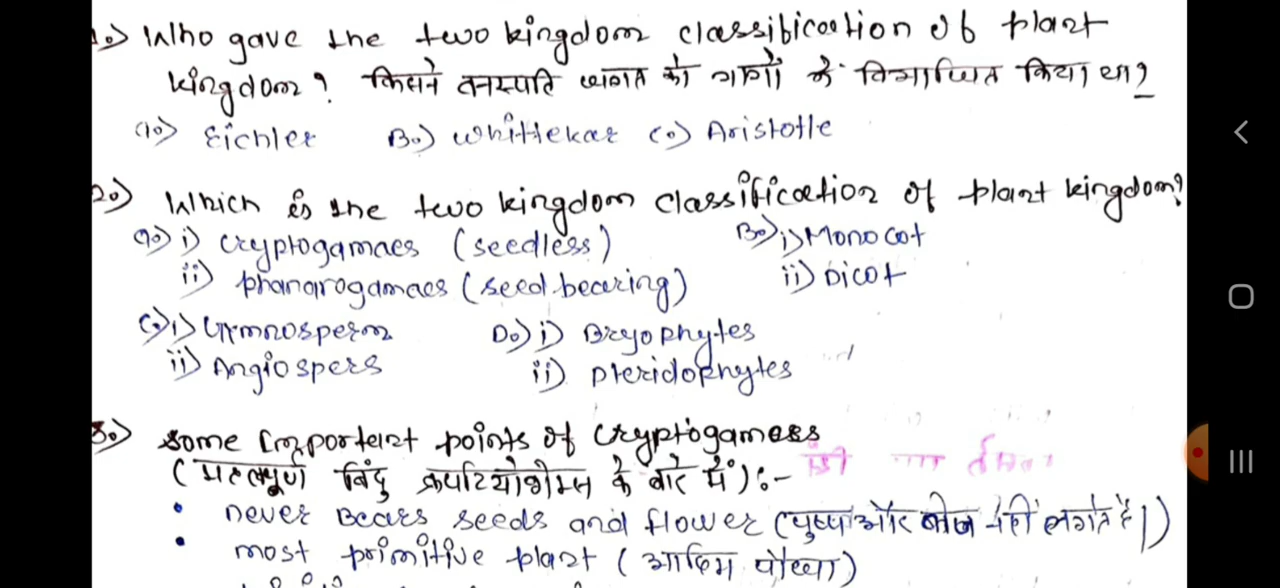 1.) Who gave the two kingdom classification of plant
kingdom? किसने वनस्पति जगत को गणों में विभाजित किया था?
A.) Eichler B.) Whittekar C.) Aristotle
2.) Which is the two kingdom classification of plant kingdom?
A.) i) Cryptogamaes (seedless) B.) i) Monocot
ii) phanarogamaes (seed bearing) ii) Dicot
C.) i) Gymnosperm D.) i) Bryophytes
ii) Angiospers ii) Pteridophytes
3.) some Important points of cryptogamess
(महत्वपूर्ण बिंदु के बारे में) :-
• never Bears seeds and flower (पुष्प और बीज नहीं लगते हैं।)
• most primitive plant (आदिम पौधा)